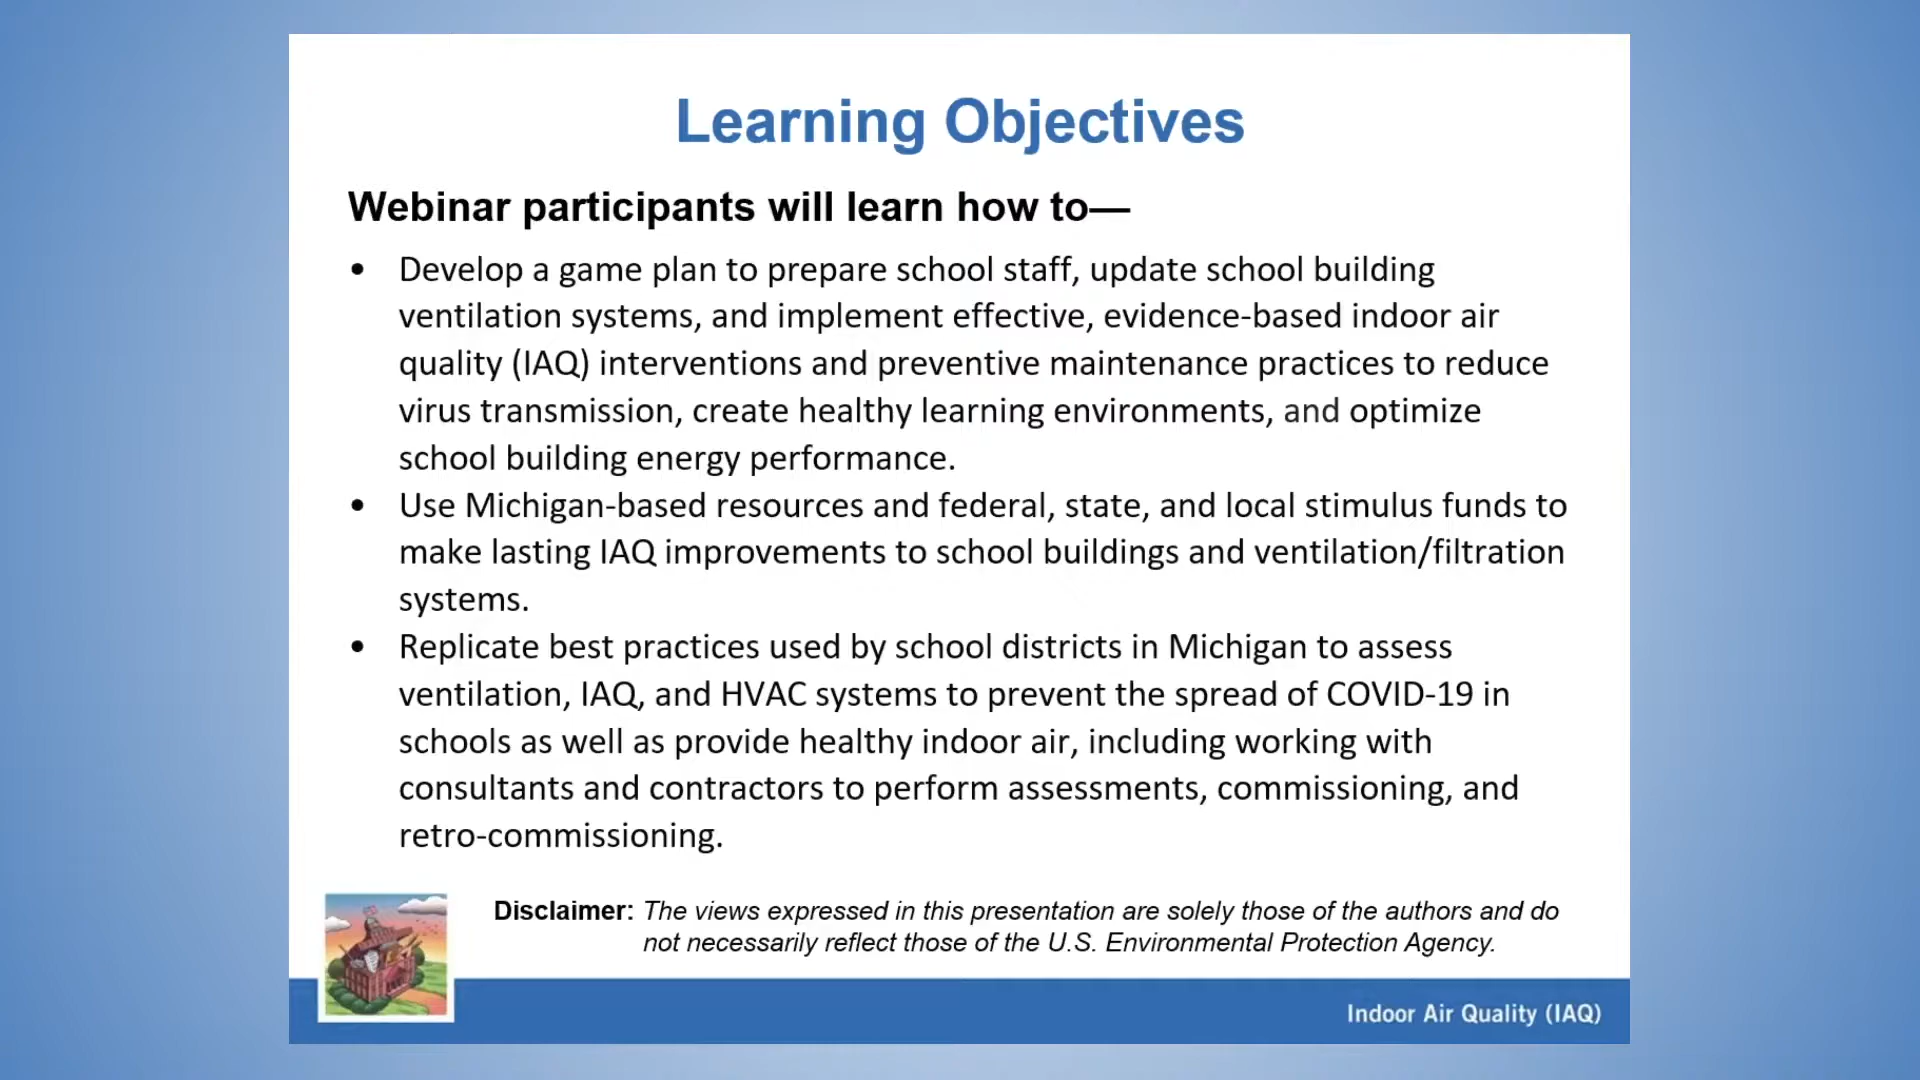 Learning Objectives
Webinar participants will learn how to—
• Develop a game plan to prepare school staff, update school building
ventilation systems, and implement effective, evidence-based indoor air
quality (IAQ) interventions and preventive maintenance practices to reduce
virus transmission, create healthy learning environments, and optimize
school building energy performance.
• Use Michigan-based resources and federal, state, and local stimulus funds to
make lasting IAQ improvements to school buildings and ventilation/filtration
systems.
• Replicate best practices used by school districts in Michigan to assess
ventilation, IAQ, and HVAC systems to prevent the spread of COVID-19 in
schools as well as provide healthy indoor air, including working with
consultants and contractors to perform assessments, commissioning, and
retro-commissioning.
Disclaimer: The views expressed in this presentation are solely those of the authors and do
not necessarily reflect those of the U.S. Environmental Protection Agency.
Indoor Air Quality (IAQ)